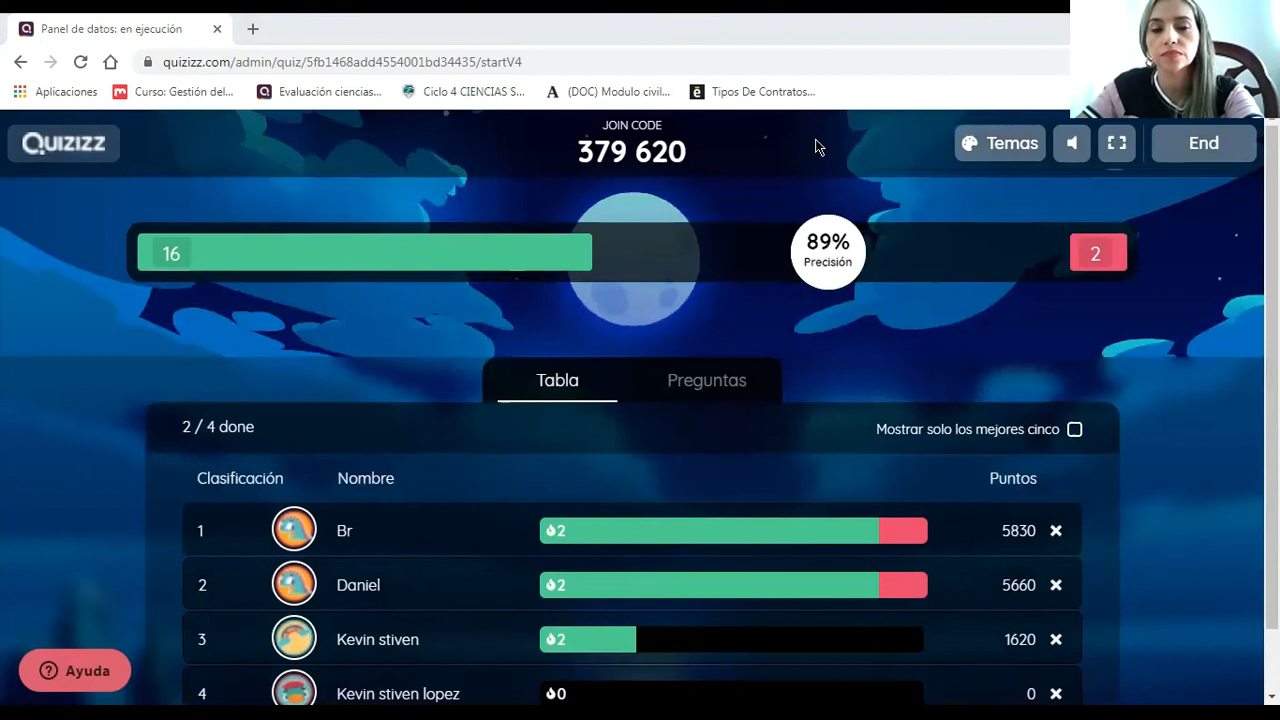 Panel de datos: en ejecución
quizizz.com/admin/quiz/5fb1468add4554001bd34435/startV4
Aplicaciones
Curso: Gestión del...
Evaluación ciencias...
Ciclo 4 CIENCIAS S...
(DOC) Modulo civil...
Tipos De Contratos...
Quizizz
JOIN CODE
379 620
Temas
End
16
89%
Precisión
2
Tabla
Preguntas
2 / 4 done
Mostrar solo los mejores cinco
Clasificación Nombre Puntos
1 Br 2 5830
2 Daniel 2 5660
3 Kevin stiven 2 1620
4 Kevin stiven lopez 0 0
Ayuda